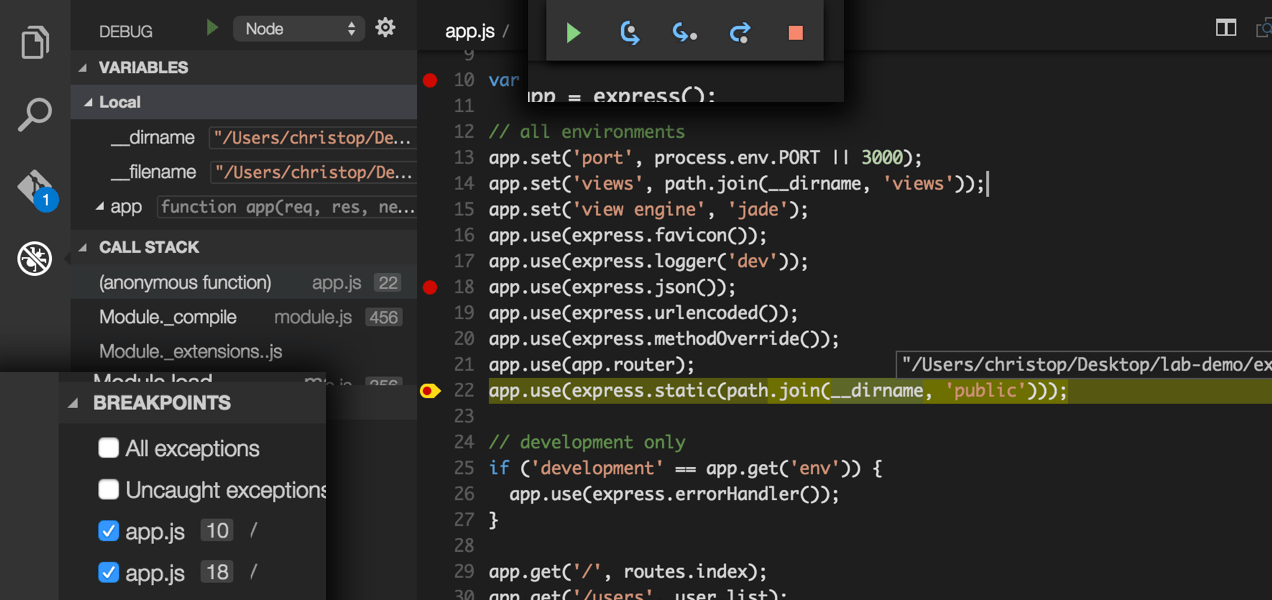 DEBUG
Node
VARIABLES
Local
__dirname "/Users/christop/De...
__filename "/Users/christop/De...
app function app(req, res, ne...
CALL STACK
(anonymous function) app.js 22
Module._compile module.js 456
Module._extensions..js
1
BREAKPOINTS
All exceptions
Uncaught exceptions
app.js 10 /
app.js 18 /
app.js /
9
10 var
app = express();
11
12 // all environments
13 app.set('port', process.env.PORT || 3000);
14 app.set('views', path.join(__dirname, 'views'));
15 app.set('view engine', 'jade');
16 app.use(express.favicon());
17 app.use(express.logger('dev'));
18 app.use(express.json());
19 app.use(express.urlencoded());
20 app.use(express.methodOverride());
21 app.use(app.router);
"/Users/christop/Desktop/lab-demo/ex
22 app.use(express.static(path.join(__dirname, 'public')));
23
24 // development only
25 if ('development' == app.get('env')) {
26 app.use(express.errorHandler());
27 }
28
29 app.get('/', routes.index);
30 app.get('/users', user.list);